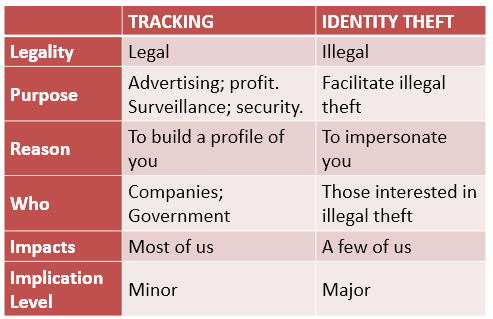 TRACKING IDENTITY THEFT
Legality Legal Illegal
Purpose Advertising; profit. Facilitate illegal
Surveillance; security. theft
Reason To build a profile of To impersonate
you you
Who Companies; Those interested in
Government illegal theft
Impacts Most of us A few of us
Implication
Level Minor Major